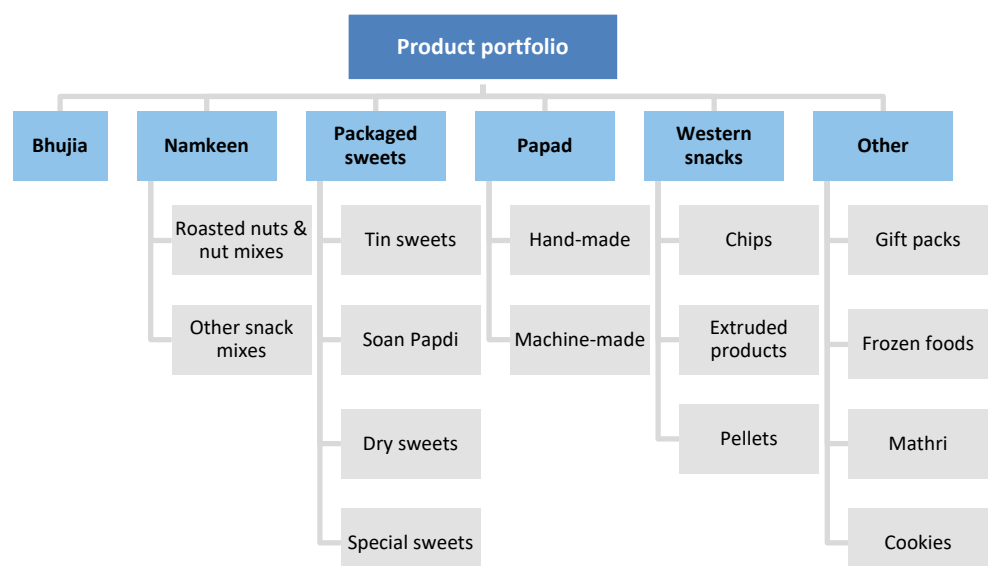 Product portfolio
Bhujia
Namkeen
Packaged
sweets
Papad
Western
snacks
Other
Roasted nuts &
nut mixes
Other snack
mixes
Tin sweets
Soan Papdi
Dry sweets
Special sweets
Hand-made
Machine-made
Chips
Extruded
products
Pellets
Gift packs
Frozen foods
Mathri
Cookies